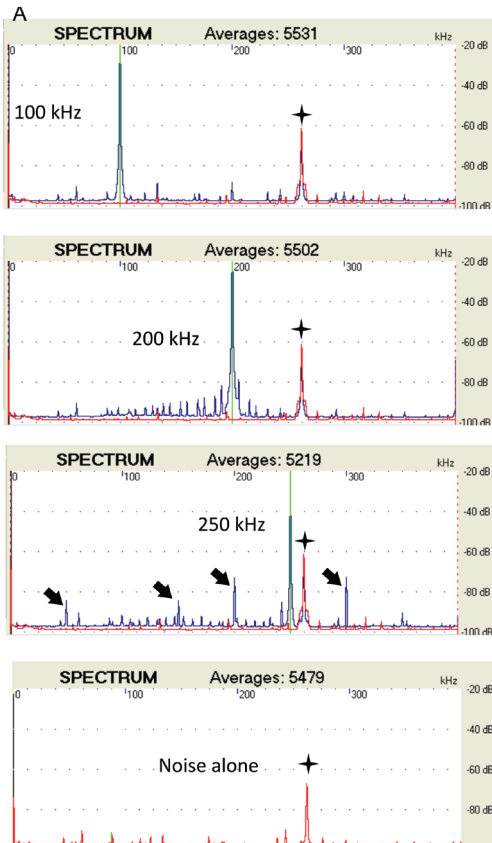 A
SPECTRUM Averages: 5531 kHz
0 100 200 300 -20 dB
-40 dB
100 kHz
-60 dB
-80 dB
-100 dB
SPECTRUM Averages: 5502 kHz
0 100 200 300 -20 dB
-40 dB
200 kHz
-60 dB
-80 dB
-100 dB
SPECTRUM Averages: 5219 kHz
0 100 200 300 -20 dB
250 kHz
-40 dB
-60 dB
-80 dB
-100 dB
SPECTRUM Averages: 5479 kHz
0 100 200 300 -20 dB
-40 dB
Noise alone
-60 dB
-80 dB